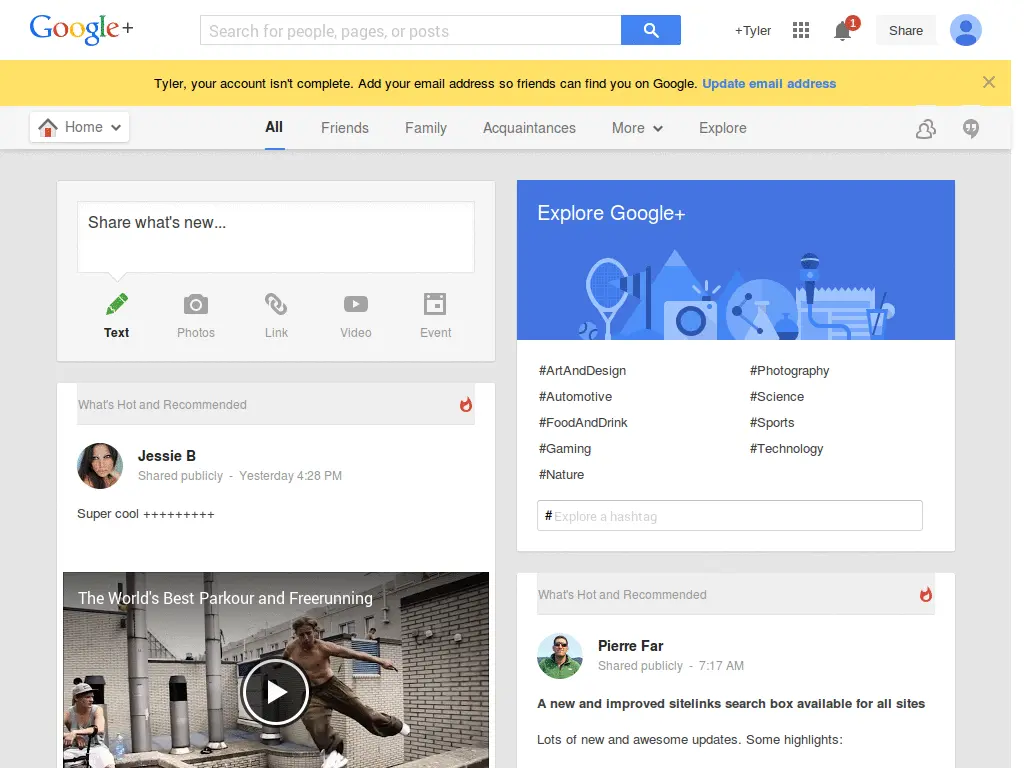 Google+
Search for people, pages, or posts
+Tyler
1
Share
Tyler, your account isn't complete. Add your email address so friends can find you on Google. Update email address
Home
All
Friends
Family
Acquaintances
More
Explore
Share what's new...
Text
Photos
Link
Video
Event
What's Hot and Recommended
Jessie B
Shared publicly - Yesterday 4:28 PM
Super cool +++++++++
The World's Best Parkour and Freerunning
Explore Google+
#ArtAndDesign
#Photography
#Automotive
#Science
#FoodAndDrink
#Sports
#Gaming
#Technology
#Nature
# Explore a hashtag
What's Hot and Recommended
Pierre Far
Shared publicly - 7:17 AM
A new and improved sitelinks search box available for all sites
Lots of new and awesome updates. Some highlights: